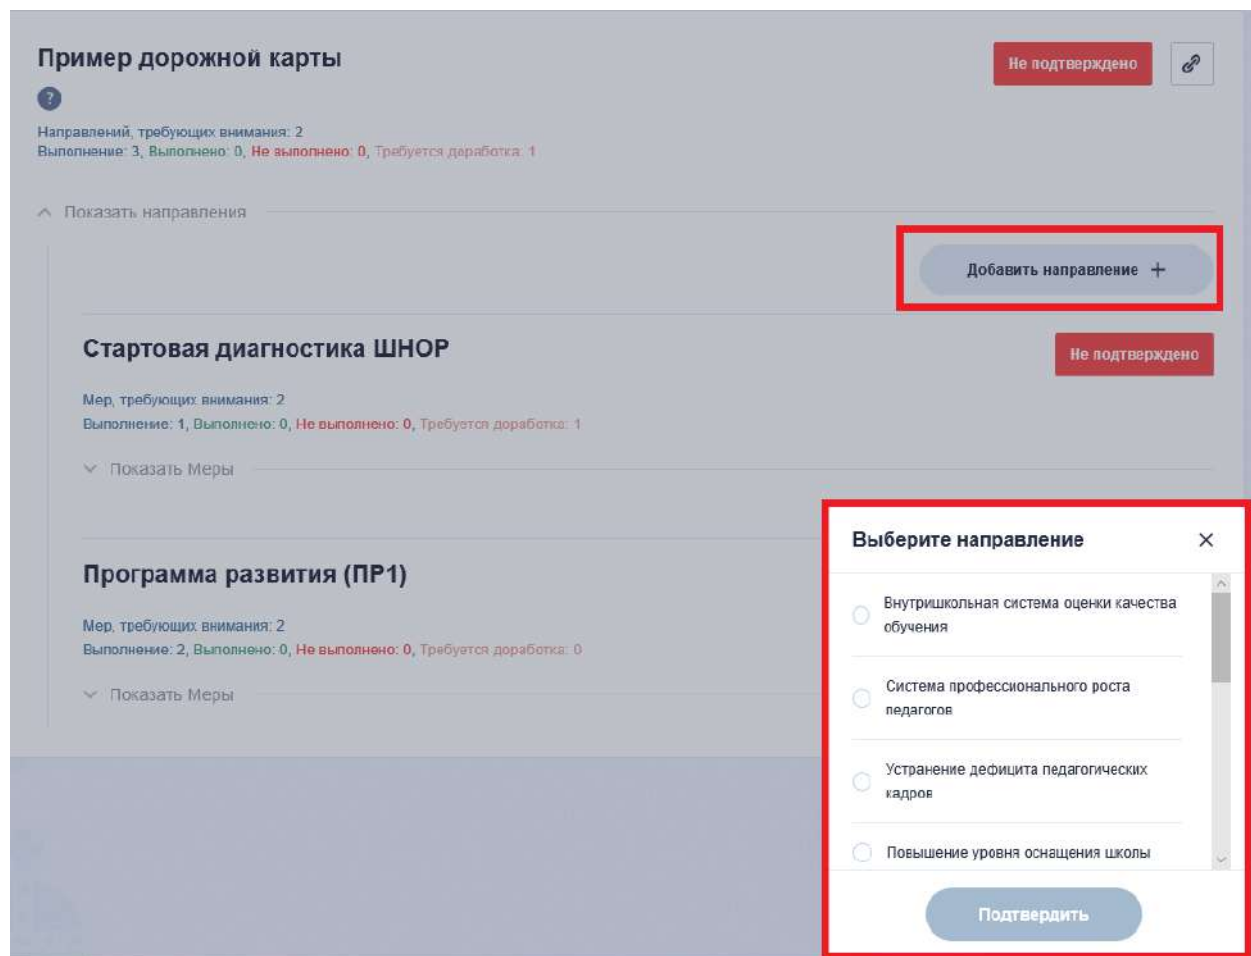 Пример дорожной карты
Не подтверждено
?
Направлений, требующих внимания: 2
Выполнение: 3, Выполнено: 0, Не выполнено: 0, Требуется доработка: 1
Показать направления
Добавить направление +
Стартовая диагностика ШНОР
Не подтверждено
Мер, требующих внимания: 2
Выполнение: 1, Выполнено: 0, Не выполнено: 0, Требуется доработка: 1
Показать Меры
Программа развития (ПР1)
Мер, требующих внимания: 2
Выполнение: 2, Выполнено: 0, Не выполнено: 0, Требуется доработка: 0
Показать Меры
Выберите направление
Внутришкольная система оценки качества
обучения
Система профессионального роста
педагогов
Устранение дефицита педагогических
кадров
Повышение уровня оснащения школы
Подтвердить